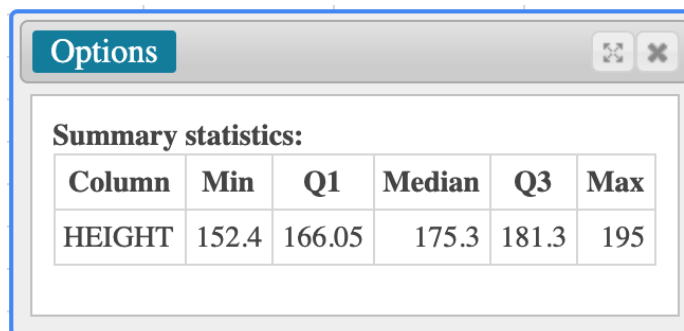 Options
Summary statistics:
Column Min Q1 Median Q3 Max
HEIGHT 152.4 166.05 175.3 181.3 195